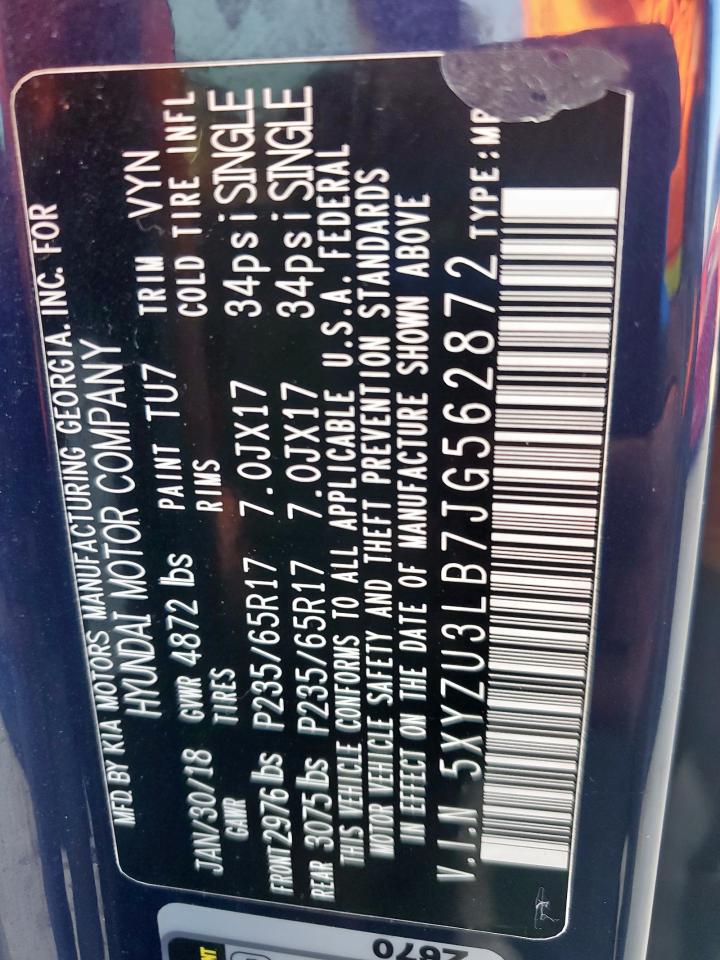 MFD. BY KIA MOTORS MANUFACTURING GEORGIA. INC. FOR
HYUNDAI MOTOR COMPANY
JAN/30/18 GVWR 4872 lbs PAINT TU7 TRIM VYN
GAWR TIRES RIMS COLD TIRE INFL
FRONT 2976 lbs P235/65R17 7.0JX17 34psi SINGLE
REAR 3075 lbs P235/65R17 7.0JX17 34psi SINGLE
THIS VEHICLE CONFORMS TO ALL APPLICABLE U.S.A. FEDERAL
MOTOR VEHICLE SAFETY AND THEFT PREVENTION STANDARDS
IN EFFECT ON THE DATE OF MANUFACTURE SHOWN ABOVE
V.I.N 5XYZU3LB7JG562872 TYPE:MP
2670